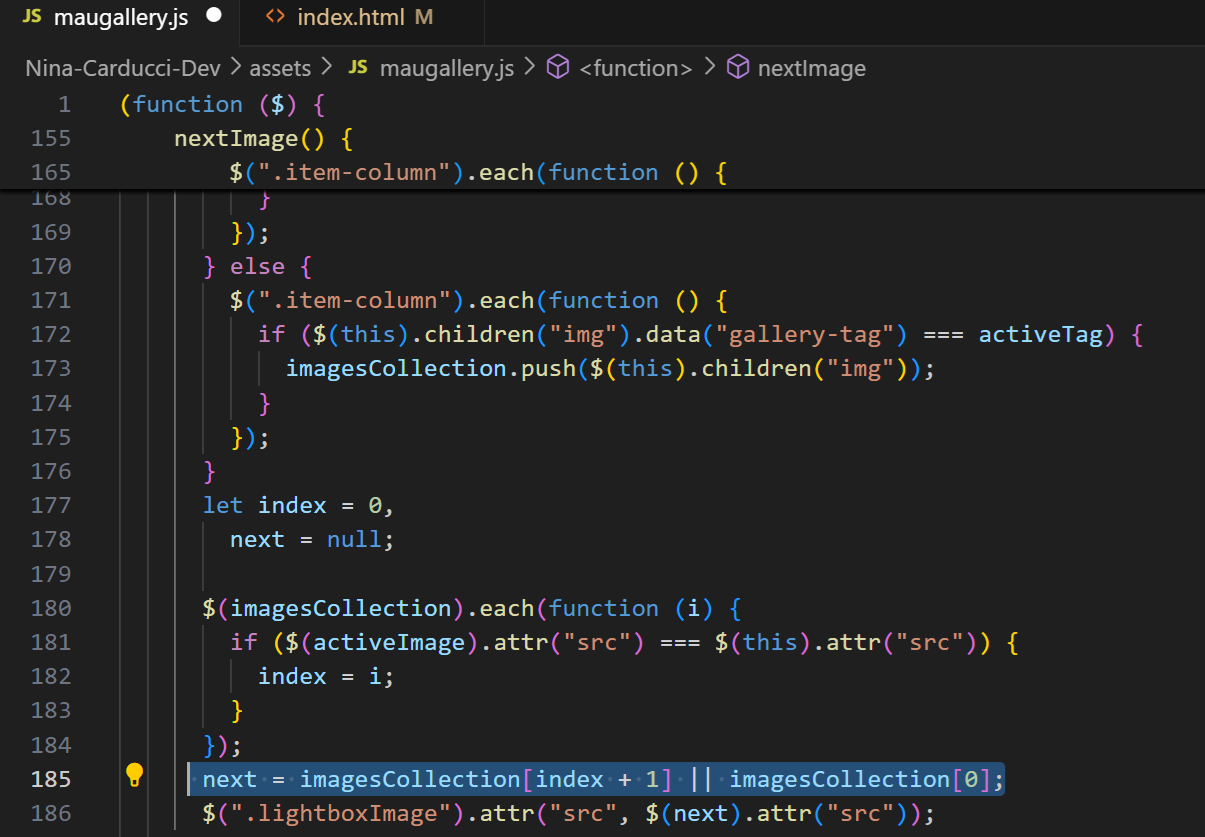 JS maugallery.js
<> index.html M
Nina-Carducci-Dev > assets > JS maugallery.js > <function> > nextImage
1 (function ($) {
155 nextImage() {
165 $(".item-column").each(function () {
168 }
169 });
170 } else {
171 $(".item-column").each(function () {
172 if ($(this).children("img").data("gallery-tag") === activeTag) {
173 imagesCollection.push($(this).children("img"));
174 }
175 });
176 }
177 let index = 0,
178 next = null;
179
180 $(imagesCollection).each(function (i) {
181 if ($(activeImage).attr("src") === $(this).attr("src")) {
182 index = i;
183 }
184 });
185 next = imagesCollection[index + 1] || imagesCollection[0];
186 $(".lightboxImage").attr("src", $(next).attr("src"));